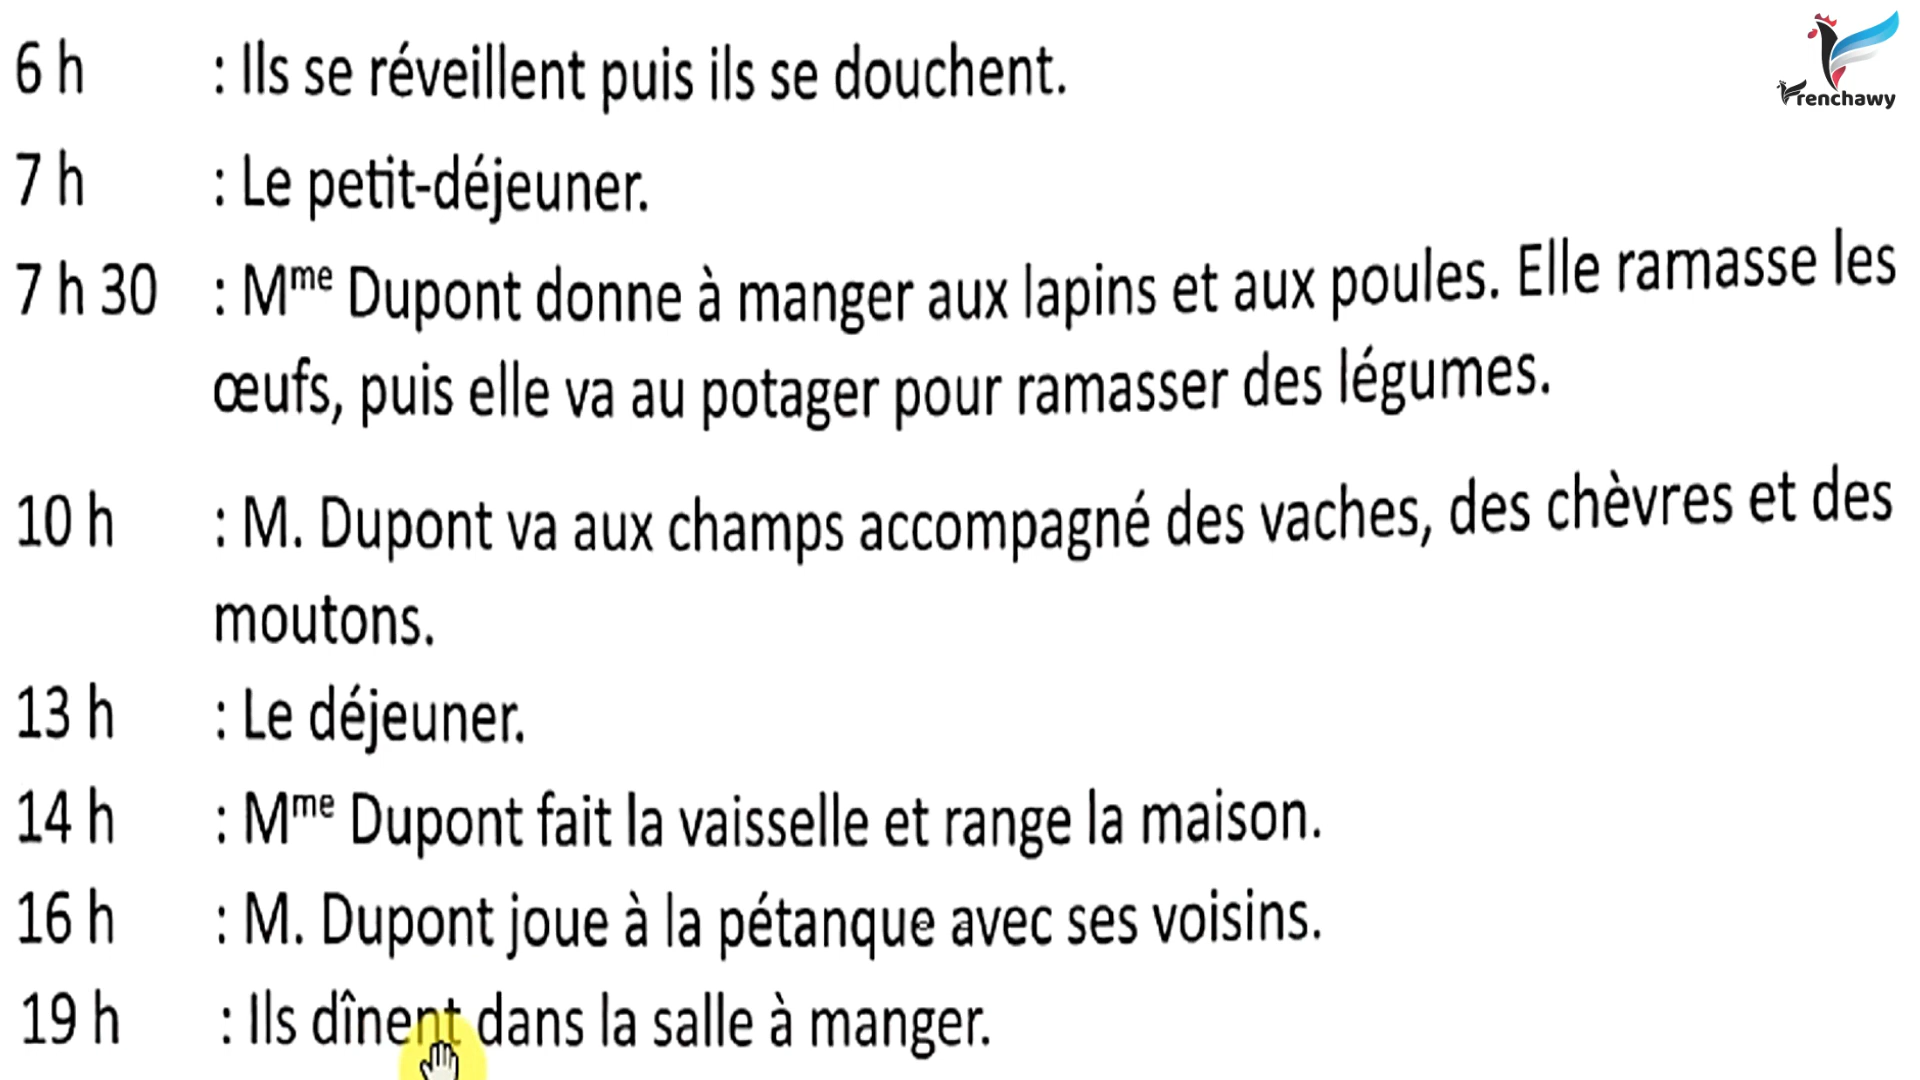 6 h : Ils se réveillent puis ils se douchent.
7 h : Le petit-déjeuner.
7 h 30 : Mme Dupont donne à manger aux lapins et aux poules. Elle ramasse les
œufs, puis elle va au potager pour ramasser des légumes.
10 h : M. Dupont va aux champs accompagné des vaches, des chèvres et des
moutons.
13 h : Le déjeuner.
14 h : Mme Dupont fait la vaisselle et range la maison.
16 h : M. Dupont joue à la pétanque avec ses voisins.
19 h : Ils dînent dans la salle à manger.
Frenchawy